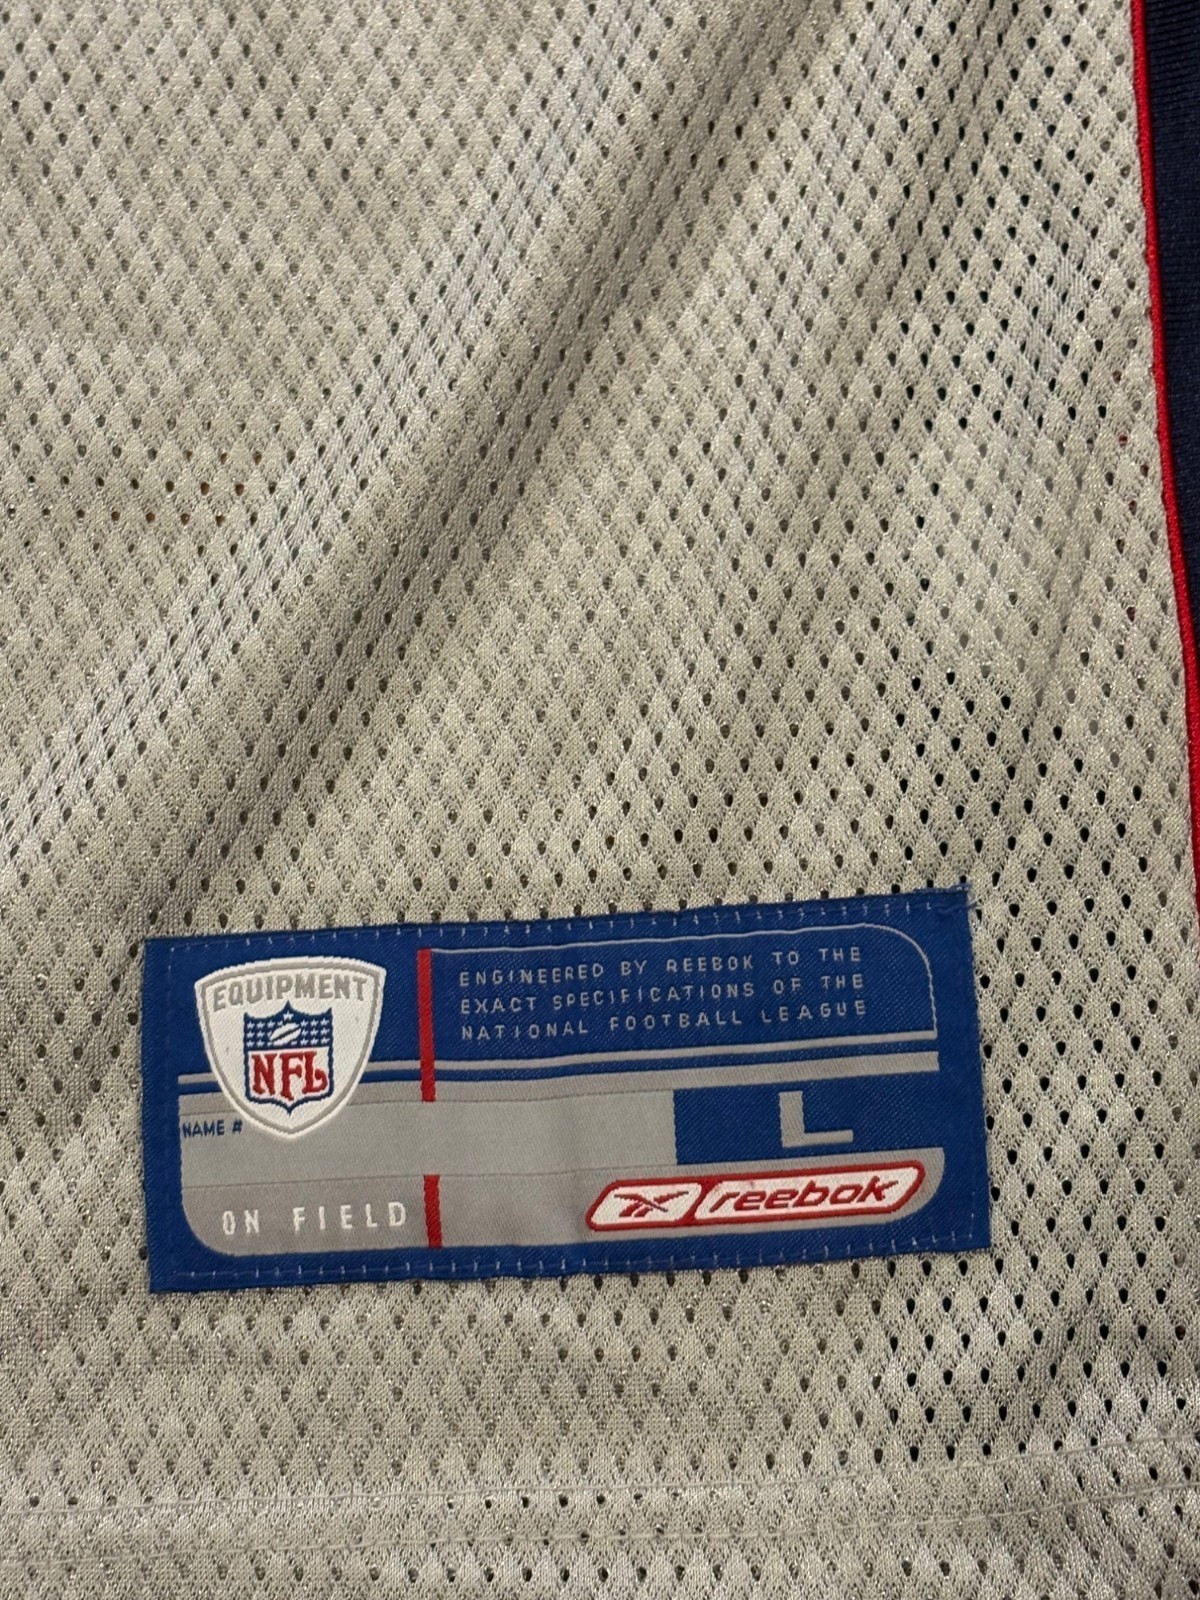 EQUIPMENT
NFL
ENGINEERED BY REEBOK TO THE
EXACT SPECIFICATIONS OF THE
NATIONAL FOOTBALL LEAGUE
NAME #
L
ON FIELD
reebok